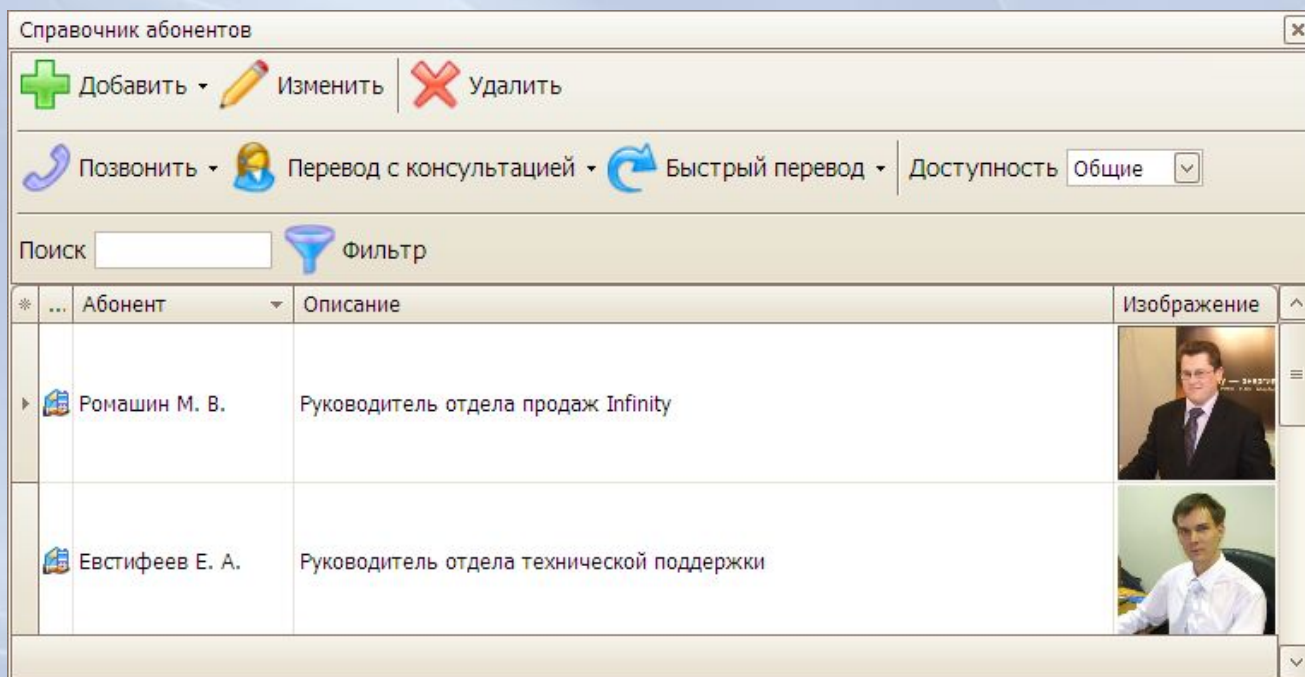 Справочник абонентов
Добавить Изменить Удалить
Позвонить Перевод с консультацией Быстрый перевод Доступность Общие
Поиск Фильтр
... Абонент Описание Изображение
Ромашин М. В. Руководитель отдела продаж Infinity
Евстифеев Е. А. Руководитель отдела технической поддержки